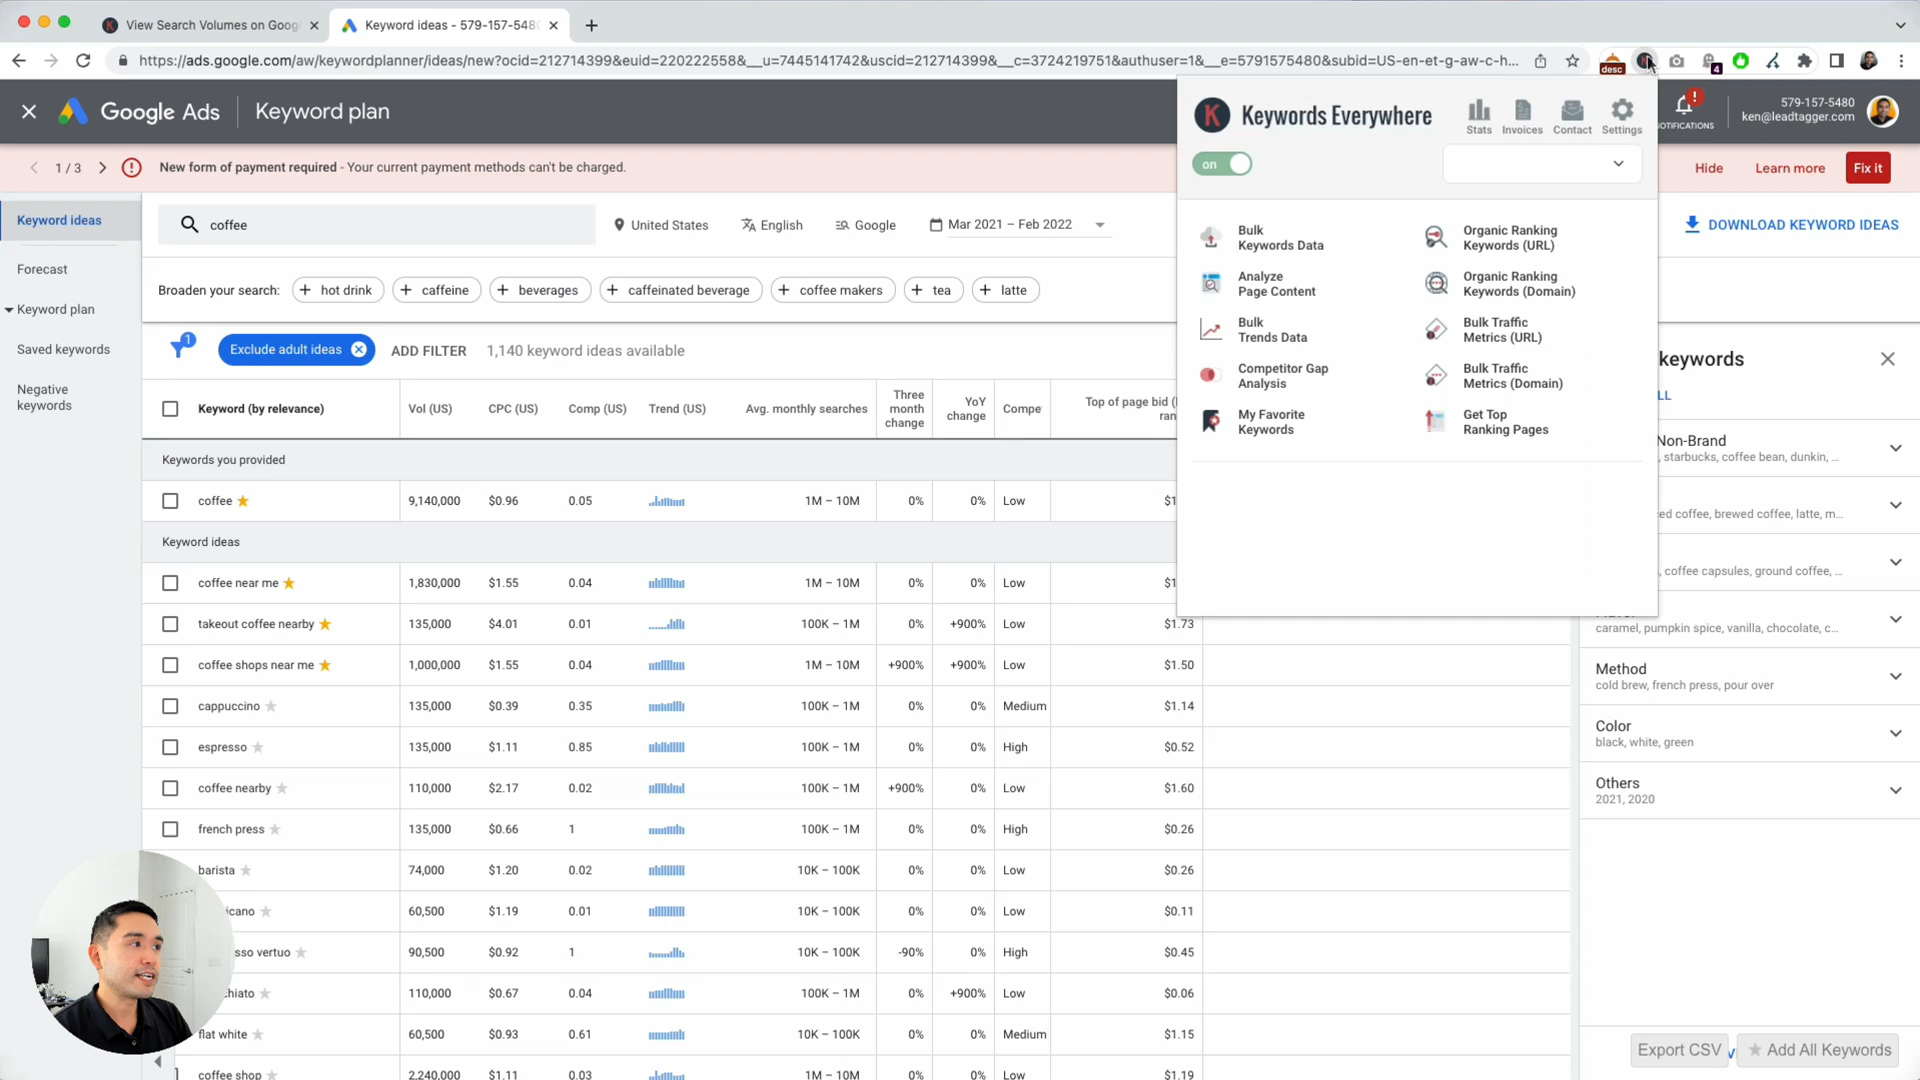 View Search Volumes on Goog
Keyword ideas - 579-157-548
https://ads.google.com/aw/keywordplanner/ideas/new?ocid=212714399&euid=220222558&__u=7445141742&uscid=212714399&__c=3724219751&authuser=1&__e=5791575480&subid=US-en-et-g-aw-c-h...
desc
4
Google Ads
Keyword plan
Keywords Everywhere
Stats
Invoices
Contact
Settings
on
!
NOTIFICATIONS
579-157-5480
ken@leadtagger.com
1 / 3
New form of payment required - Your current payment methods can't be charged.
Hide
Learn more
Fix it
Keyword ideas
Forecast
Keyword plan
Saved keywords
Negative
keywords
coffee
United States
English
Google
Mar 2021 – Feb 2022
DOWNLOAD KEYWORD IDEAS
Broaden your search:
hot drink
caffeine
beverages
caffeinated beverage
coffee makers
tea
latte
1
Exclude adult ideas
ADD FILTER
1,140 keyword ideas available
Bulk
Keywords Data
Organic Ranking
Keywords (URL)
Analyze
Page Content
Organic Ranking
Keywords (Domain)
Bulk
Trends Data
Bulk Traffic
Metrics (URL)
Competitor Gap
Analysis
Bulk Traffic
Metrics (Domain)
My Favorite
Keywords
Get Top
Ranking Pages
Keyword (by relevance)
Vol (US)
CPC (US)
Comp (US)
Trend (US)
Avg. monthly searches
Three
month
change
YoY
change
Compe
Top of page bid (
ran
Keywords you provided
coffee 9,140,000 $0.96 0.05 1M – 10M 0% 0% Low $1
Keyword ideas
coffee near me 1,830,000 $1.55 0.04 1M – 10M 0% 0% Low $1
takeout coffee nearby 135,000 $4.01 0.01 100K – 1M 0% +900% Low $1.73
coffee shops near me 1,000,000 $1.55 0.04 1M – 10M +900% +900% Low $1.50
cappuccino 135,000 $0.39 0.35 100K – 1M 0% 0% Medium $1.14
espresso 135,000 $1.11 0.85 100K – 1M 0% 0% High $0.52
coffee nearby 110,000 $2.17 0.02 100K – 1M +900% 0% Low $1.60
french press 135,000 $0.66 1 100K – 1M 0% 0% High $0.26
barista 74,000 $1.20 0.02 10K – 100K 0% 0% Low $0.26
icano 60,500 $1.19 0.01 10K – 100K 0% 0% Low $0.11
sso vertuo 90,500 $0.92 1 10K – 100K -90% 0% High $0.45
hiato 110,000 $0.67 0.04 100K – 1M 0% +900% Low $0.06
flat white 60,500 $0.93 0.61 10K – 100K 0% 0% Medium $1.15
coffee shop 2,240,000 $1.11 0.03 1M – 10M 0% 0% Low $1.19
keywords
LL
Non-Brand
, starbucks, coffee bean, dunkin, ...
ed coffee, brewed coffee, latte, m...
, coffee capsules, ground coffee, ...
caramel, pumpkin spice, vanilla, chocolate, c...
Method
cold brew, french press, pour over
Color
black, white, green
Others
2021, 2020
Export CSV
Add All Keywords